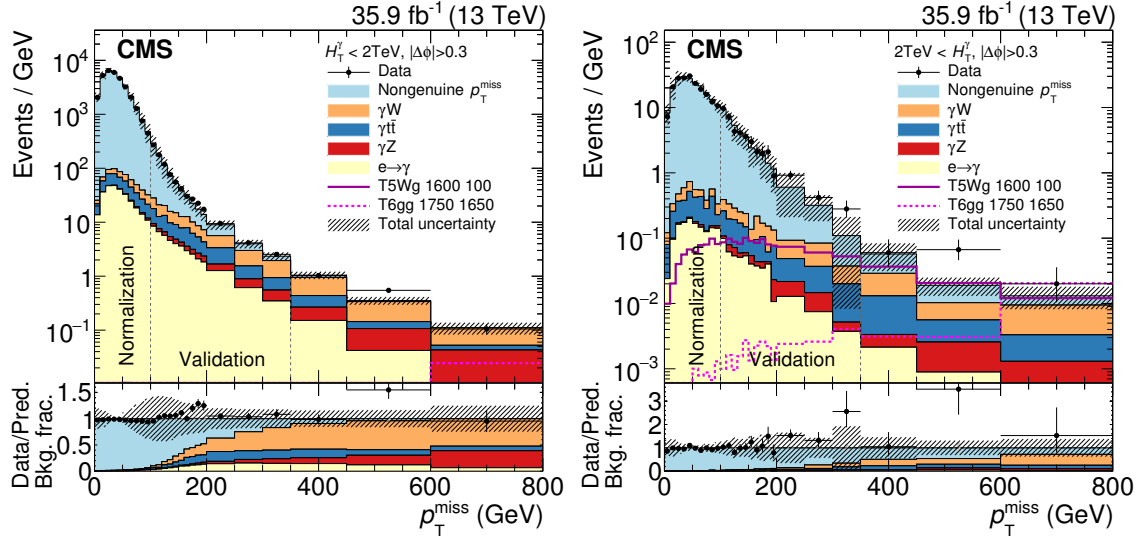 35.9 fb⁻¹ (13 TeV)
CMS
H_T^γ < 2TeV, |Δϕ|>0.3
Data
Nongenuine p_T^miss
γW
γtt̄
γZ
e→γ
T5Wg 1600 100
T6gg 1750 1650
Total uncertainty
Events / GeV
10⁴
10³
10²
10
1
10⁻¹
Normalization
Validation
Data/Pred.
Bkg. frac.
1.5
1
0.5
0
0 200 400 600 800
p_T^miss (GeV)
35.9 fb⁻¹ (13 TeV)
CMS
2TeV < H_T^γ, |Δϕ|>0.3
Data
Nongenuine p_T^miss
γW
γtt̄
γZ
e→γ
T5Wg 1600 100
T6gg 1750 1650
Total uncertainty
Events / GeV
10²
10
1
10⁻¹
10⁻²
10⁻³
Normalization
Validation
Data/Pred.
Bkg. frac.
3
2
1
0
0 200 400 600 800
p_T^miss (GeV)